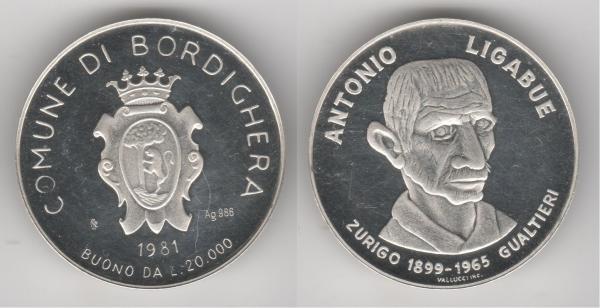 COMUNE DI BORDIGHERA
Ag.986
1981
BUONO DA L.20.000
ANTONIO LIGABUE
ZURIGO 1899-1965 GUALTIERI
VALLUCCI INC.